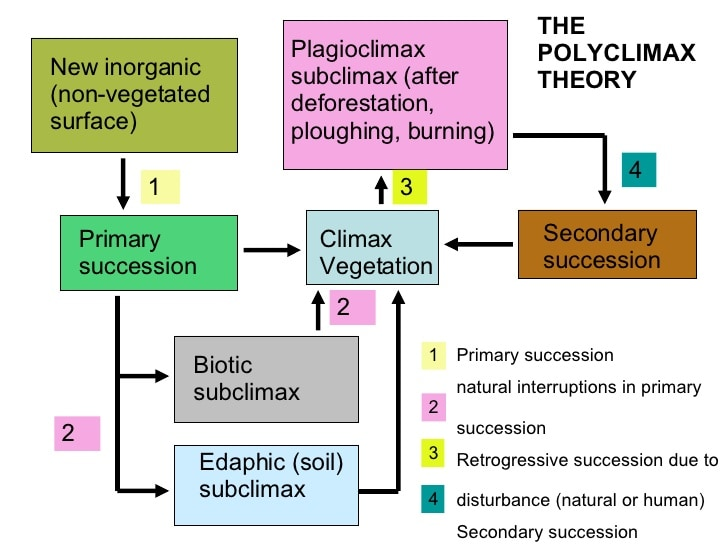 THE
POLYCLIMAX
THEORY
New inorganic
(non-vegetated
surface)
Plagioclimax
subclimax (after
deforestation,
ploughing, burning)
1
3
4
Primary
succession
Climax
Vegetation
Secondary
succession
2
Biotic
subclimax
2
Edaphic (soil)
subclimax
1 Primary succession
natural interruptions in primary
2
succession
3 Retrogressive succession due to
4 disturbance (natural or human)
Secondary succession